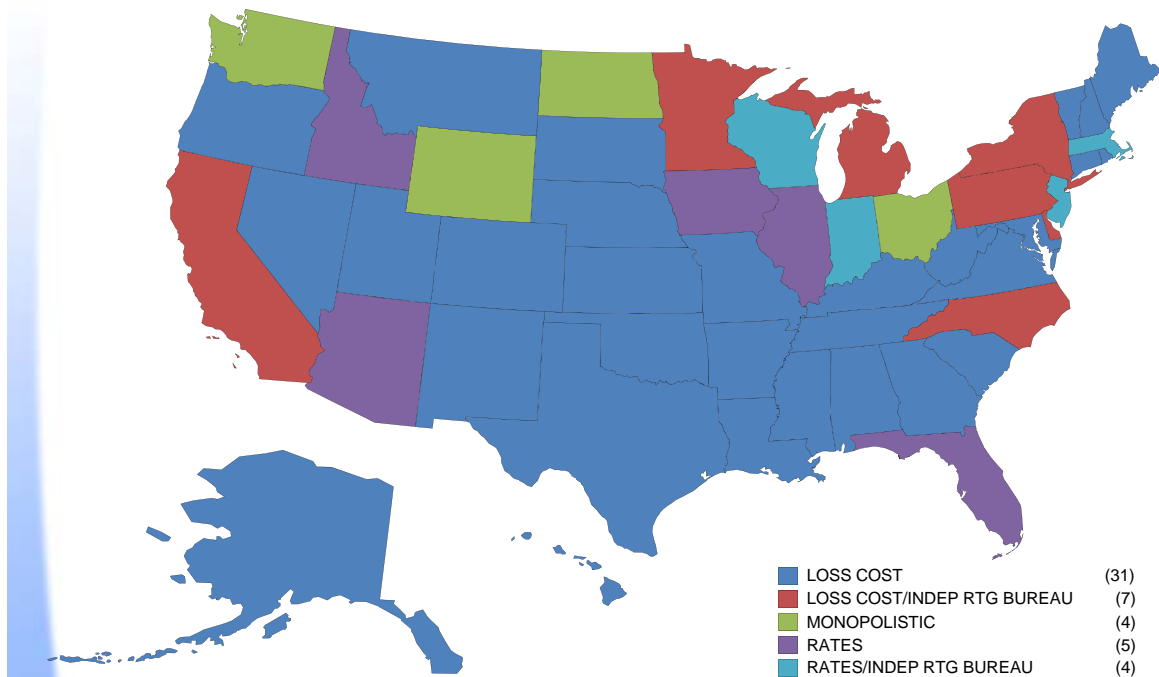 LOSS COST (31)
LOSS COST/INDEP RTG BUREAU (7)
MONOPOLISTIC (4)
RATES (5)
RATES/INDEP RTG BUREAU (4)